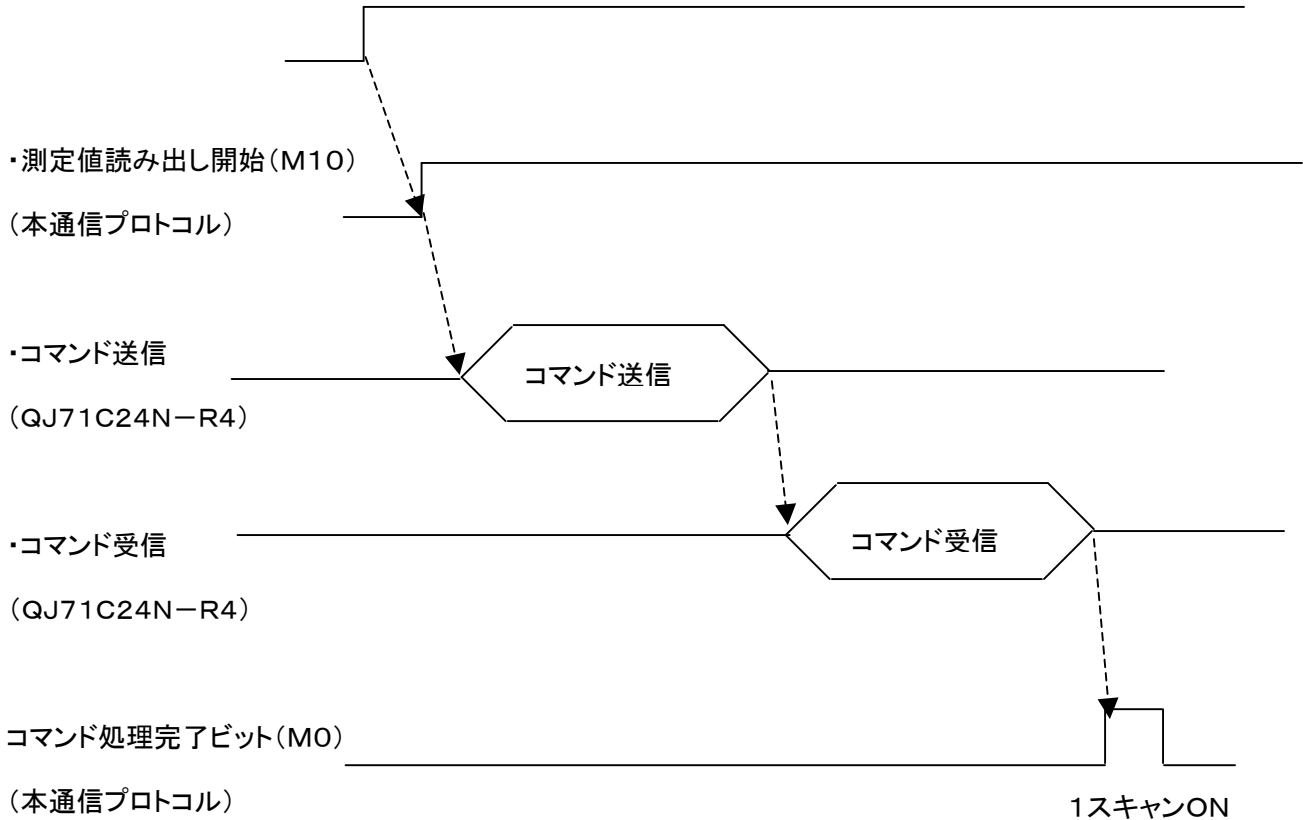 ・測定値読み出し開始（M10）
（本通信プロトコル）
・コマンド送信
コマンド送信
（QJ71C24N－R4）
・コマンド受信
コマンド受信
（QJ71C24N－R4）
コマンド処理完了ビット（M0）
（本通信プロトコル）
1スキャンON